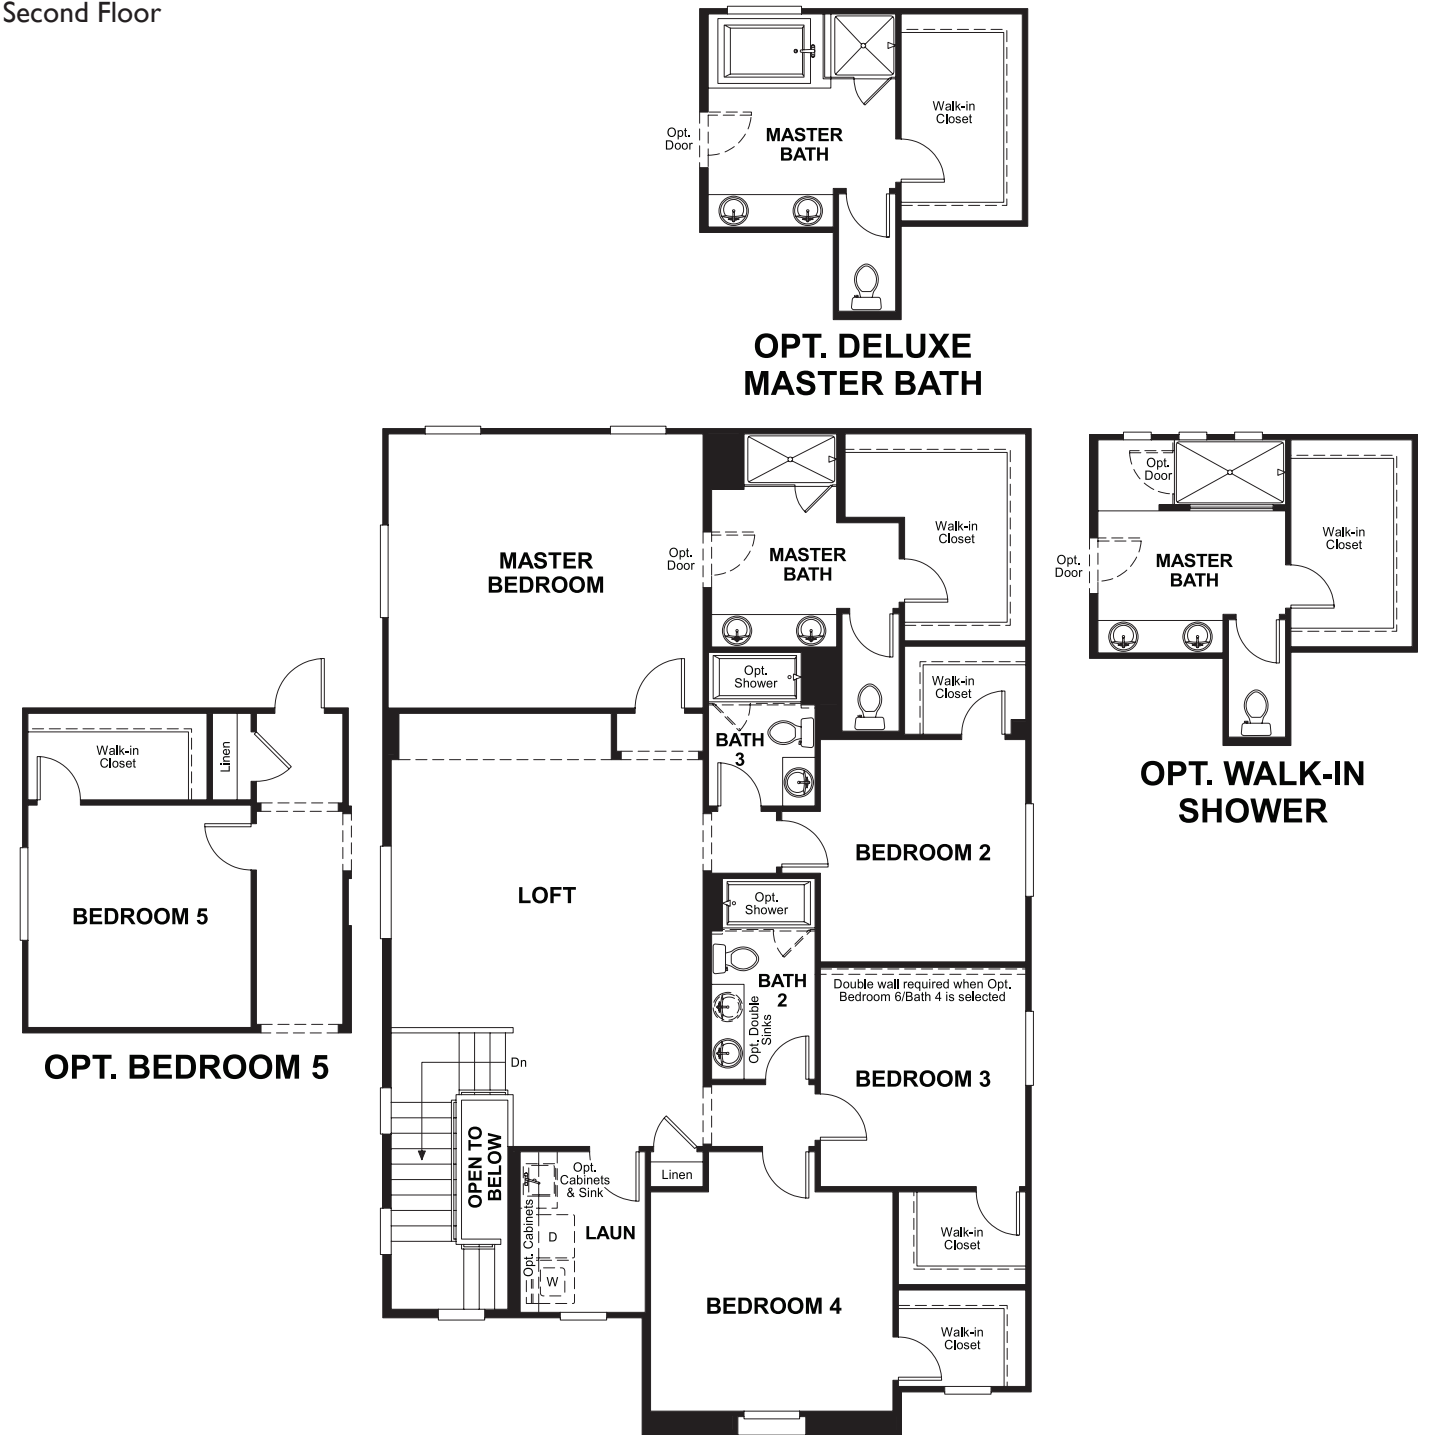 Second Floor
Walk-in
Closet
Opt.
Door
MASTER
BATH
OPT. DELUXE
MASTER BATH
MASTER
BEDROOM
Opt.
Door
MASTER
BATH
Walk-in
Closet
Opt.
Shower
Walk-in
Closet
BATH
3
BEDROOM 2
LOFT
Opt.
Shower
BATH
2
Opt. Double
Sinks
Double wall required when Opt.
Bedroom 6/Bath 4 is selected
BEDROOM 3
Dn
OPEN TO
BELOW
Opt.
Cabinets
& Sink
Linen
Opt. Cabinets
LAUN
D
W
Walk-in
Closet
BEDROOM 4
Walk-in
Closet
Opt.
Door
Opt.
Door
MASTER
BATH
Walk-in
Closet
OPT. WALK-IN
SHOWER
Walk-in
Closet
Linen
BEDROOM 5
OPT. BEDROOM 5